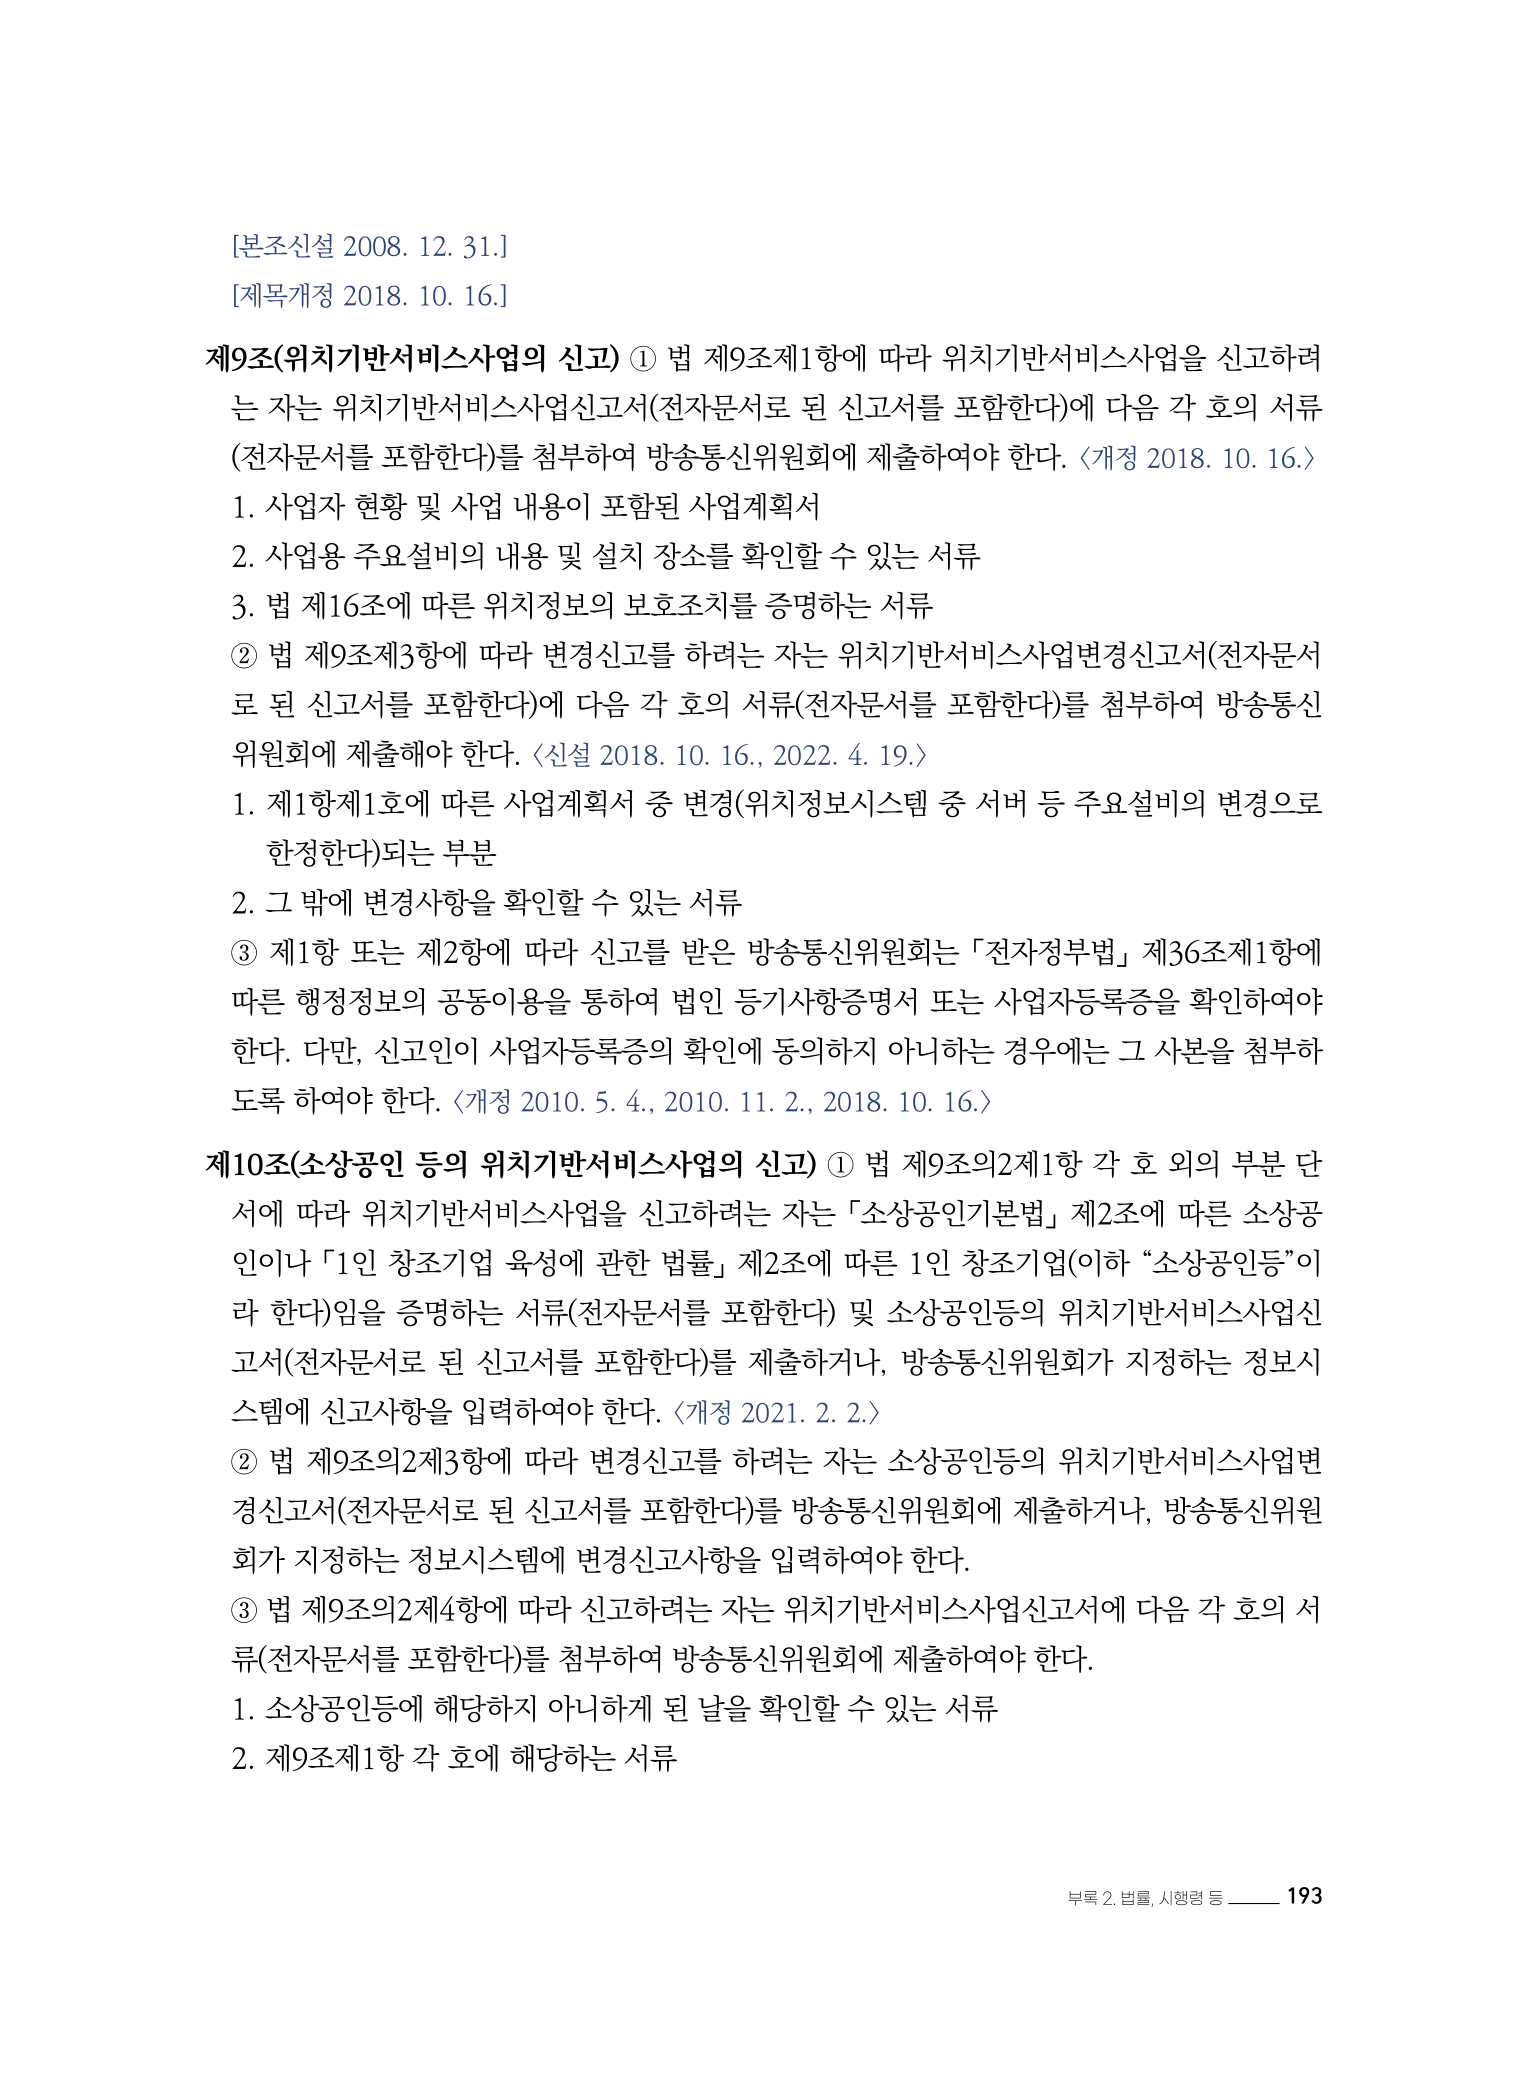 [본조신설 2008. 12. 31.]
[제목개정 2018. 10. 16.]
제9조(위치기반서비스사업의 신고) ① 법 제9조제1항에 따라 위치기반서비스사업을 신고하려
는 자는 위치기반서비스사업신고서(전자문서로 된 신고서를 포함한다)에 다음 각 호의 서류
(전자문서를 포함한다)를 첨부하여 방송통신위원회에 제출하여야 한다. 〈개정 2018. 10. 16.〉
1. 사업자 현황 및 사업 내용이 포함된 사업계획서
2. 사업용 주요설비의 내용 및 설치 장소를 확인할 수 있는 서류
3. 법 제16조에 따른 위치정보의 보호조치를 증명하는 서류
② 법 제9조제3항에 따라 변경신고를 하려는 자는 위치기반서비스사업변경신고서(전자문서
로 된 신고서를 포함한다)에 다음 각 호의 서류(전자문서를 포함한다)를 첨부하여 방송통신
위원회에 제출해야 한다. 〈신설 2018. 10. 16., 2022. 4. 19.〉
1. 제1항제1호에 따른 사업계획서 중 변경(위치정보시스템 중 서버 등 주요설비의 변경으로
한정한다)되는 부분
2. 그 밖에 변경사항을 확인할 수 있는 서류
③ 제1항 또는 제2항에 따라 신고를 받은 방송통신위원회는 「전자정부법」 제36조제1항에
따른 행정정보의 공동이용을 통하여 법인 등기사항증명서 또는 사업자등록증을 확인하여야
한다. 다만, 신고인이 사업자등록증의 확인에 동의하지 아니하는 경우에는 그 사본을 첨부하
도록 하여야 한다. 〈개정 2010. 5. 4., 2010. 11. 2., 2018. 10. 16.〉
제10조(소상공인 등의 위치기반서비스사업의 신고) ① 법 제9조의2제1항 각 호 외의 부분 단
서에 따라 위치기반서비스사업을 신고하려는 자는 「소상공인기본법」 제2조에 따른 소상공
인이나 「1인 창조기업 육성에 관한 법률」 제2조에 따른 1인 창조기업(이하 “소상공인등”이
라 한다)임을 증명하는 서류(전자문서를 포함한다) 및 소상공인등의 위치기반서비스사업신
고서(전자문서로 된 신고서를 포함한다)를 제출하거나, 방송통신위원회가 지정하는 정보시
스템에 신고사항을 입력하여야 한다. 〈개정 2021. 2. 2.〉
② 법 제9조의2제3항에 따라 변경신고를 하려는 자는 소상공인등의 위치기반서비스사업변
경신고서(전자문서로 된 신고서를 포함한다)를 방송통신위원회에 제출하거나, 방송통신위원
회가 지정하는 정보시스템에 변경신고사항을 입력하여야 한다.
③ 법 제9조의2제4항에 따라 신고하려는 자는 위치기반서비스사업신고서에 다음 각 호의 서
류(전자문서를 포함한다)를 첨부하여 방송통신위원회에 제출하여야 한다.
1. 소상공인등에 해당하지 아니하게 된 날을 확인할 수 있는 서류
2. 제9조제1항 각 호에 해당하는 서류
부록 2. 법률, 시행령 등 193